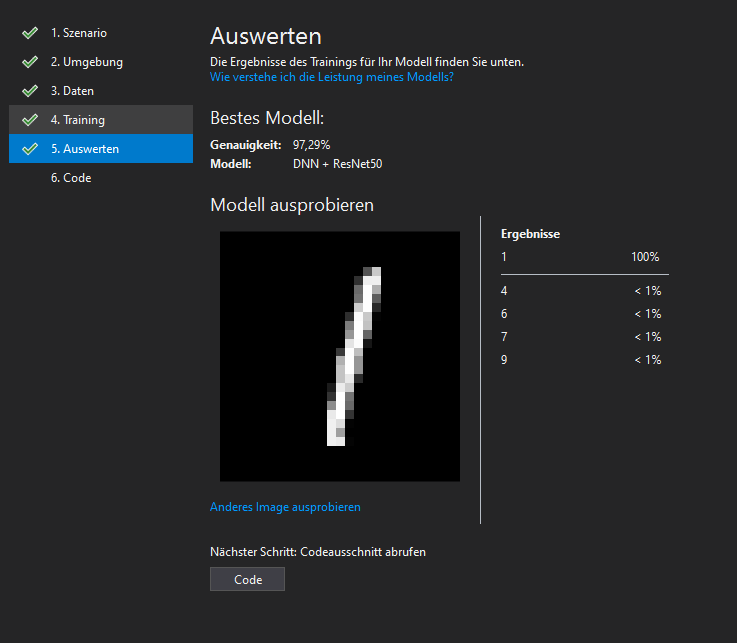 1. Szenario
2. Umgebung
3. Daten
4. Training
5. Auswerten
6. Code
Auswerten
Die Ergebnisse des Trainings für Ihr Modell finden Sie unten.
Wie verstehe ich die Leistung meines Modells?
Bestes Modell:
Genauigkeit: 97,29%
Modell: DNN + ResNet50
Modell ausprobieren
Ergebnisse
1 100%
4 < 1%
6 < 1%
7 < 1%
9 < 1%
Anderes Image ausprobieren
Nächster Schritt: Codeausschnitt abrufen
Code